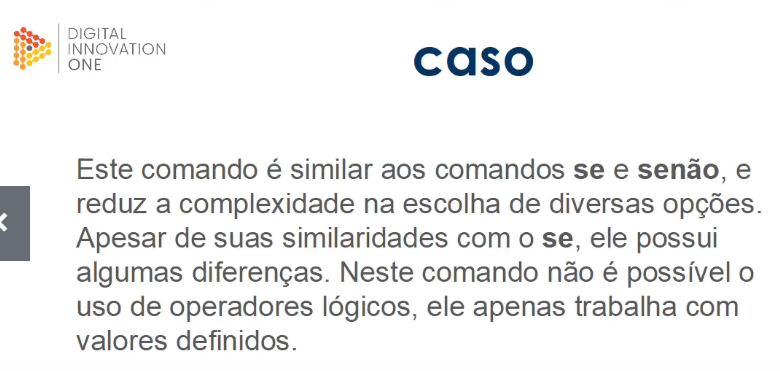 DIGITAL
INNOVATION
ONE
caso
Este comando é similar aos comandos se e senão, e
reduz a complexidade na escolha de diversas opções.
Apesar de suas similaridades com o se, ele possui
algumas diferenças. Neste comando não é possível o
uso de operadores lógicos, ele apenas trabalha com
valores definidos.